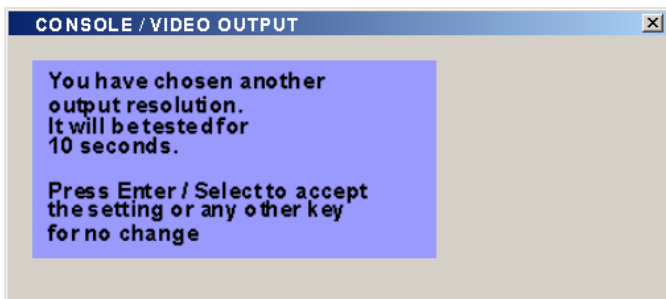 CONSOLE / VIDEO OUTPUT
You have chosen another
output resolution.
It will be tested for
10 seconds.
Press Enter / Select to accept
the setting or any other key
for no change